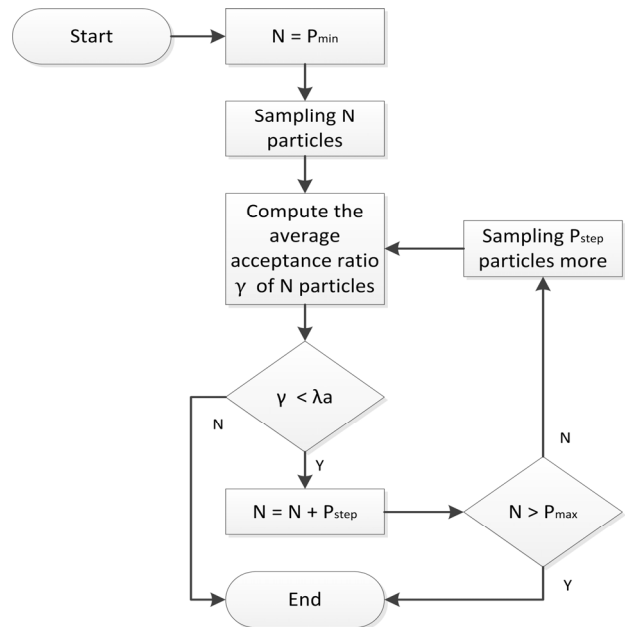 Start
N = Pmin
Sampling N
particles
Compute the
average
acceptance ratio
γ of N particles
Sampling Pstep
particles more
γ < λa
N
Y
N
N = N + Pstep
N > Pmax
Y
End